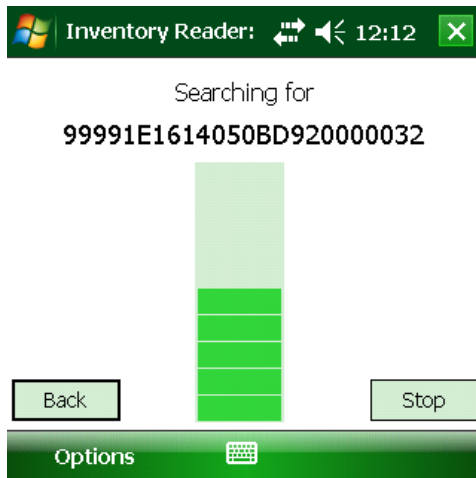 Inventory Reader: 12:12
Searching for
99991E1614050BD920000032
Back Stop
Options